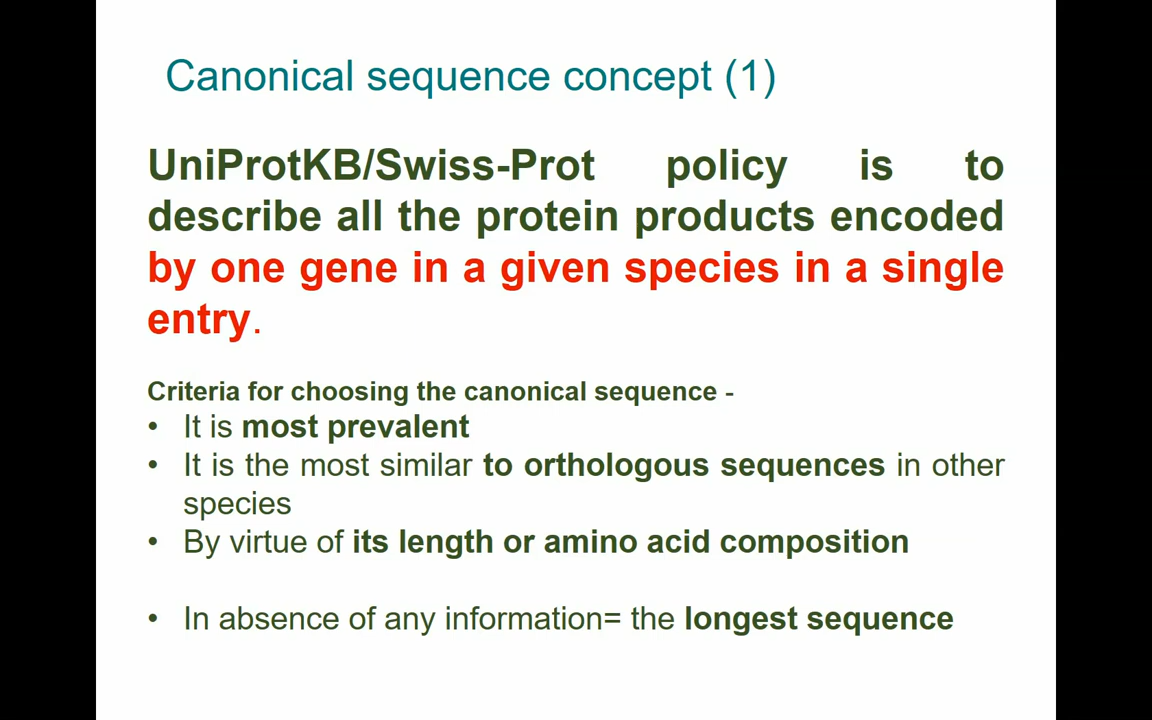 Canonical sequence concept (1)
UniProtKB/Swiss-Prot policy is to
describe all the protein products encoded
by one gene in a given species in a single
entry.
Criteria for choosing the canonical sequence -
• It is most prevalent
• It is the most similar to orthologous sequences in other
species
• By virtue of its length or amino acid composition
• In absence of any information= the longest sequence